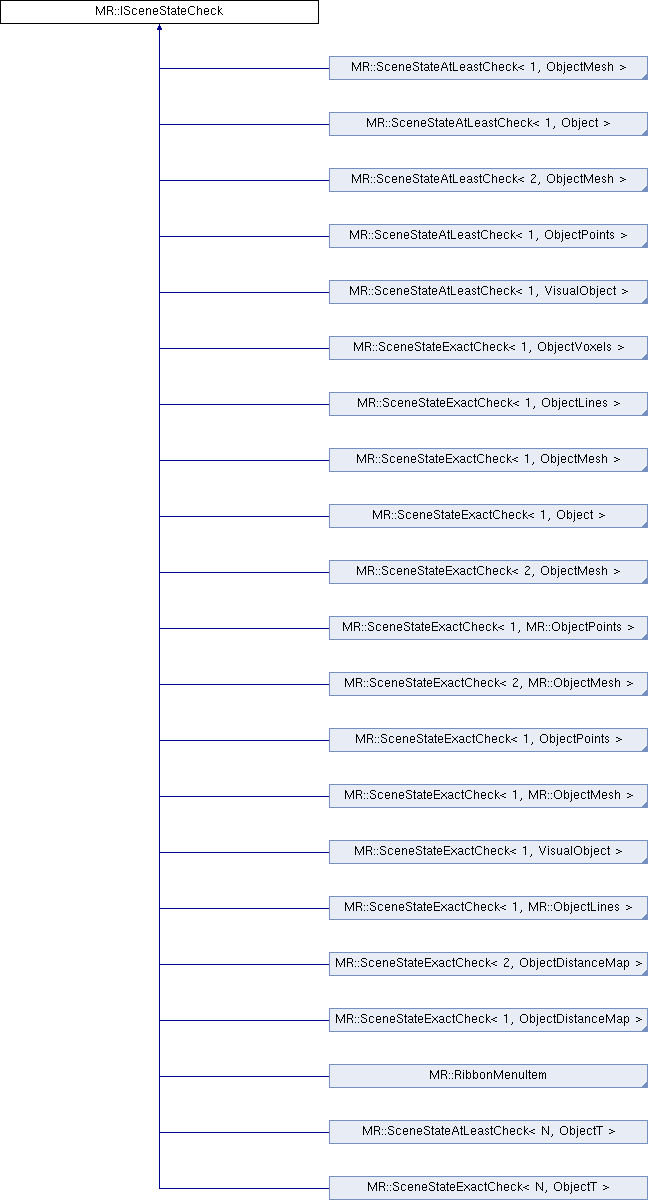 MR::ISceneStateCheck
MR::SceneStateAtLeastCheck< 1, ObjectMesh >
MR::SceneStateAtLeastCheck< 1, Object >
MR::SceneStateAtLeastCheck< 2, ObjectMesh >
MR::SceneStateAtLeastCheck< 1, ObjectPoints >
MR::SceneStateAtLeastCheck< 1, VisualObject >
MR::SceneStateExactCheck< 1, ObjectVoxels >
MR::SceneStateExactCheck< 1, ObjectLines >
MR::SceneStateExactCheck< 1, ObjectMesh >
MR::SceneStateExactCheck< 1, Object >
MR::SceneStateExactCheck< 2, ObjectMesh >
MR::SceneStateExactCheck< 1, MR::ObjectPoints >
MR::SceneStateExactCheck< 2, MR::ObjectMesh >
MR::SceneStateExactCheck< 1, ObjectPoints >
MR::SceneStateExactCheck< 1, MR::ObjectMesh >
MR::SceneStateExactCheck< 1, VisualObject >
MR::SceneStateExactCheck< 1, MR::ObjectLines >
MR::SceneStateExactCheck< 2, ObjectDistanceMap >
MR::SceneStateExactCheck< 1, ObjectDistanceMap >
MR::RibbonMenuItem
MR::SceneStateAtLeastCheck< N, ObjectT >
MR::SceneStateExactCheck< N, ObjectT >